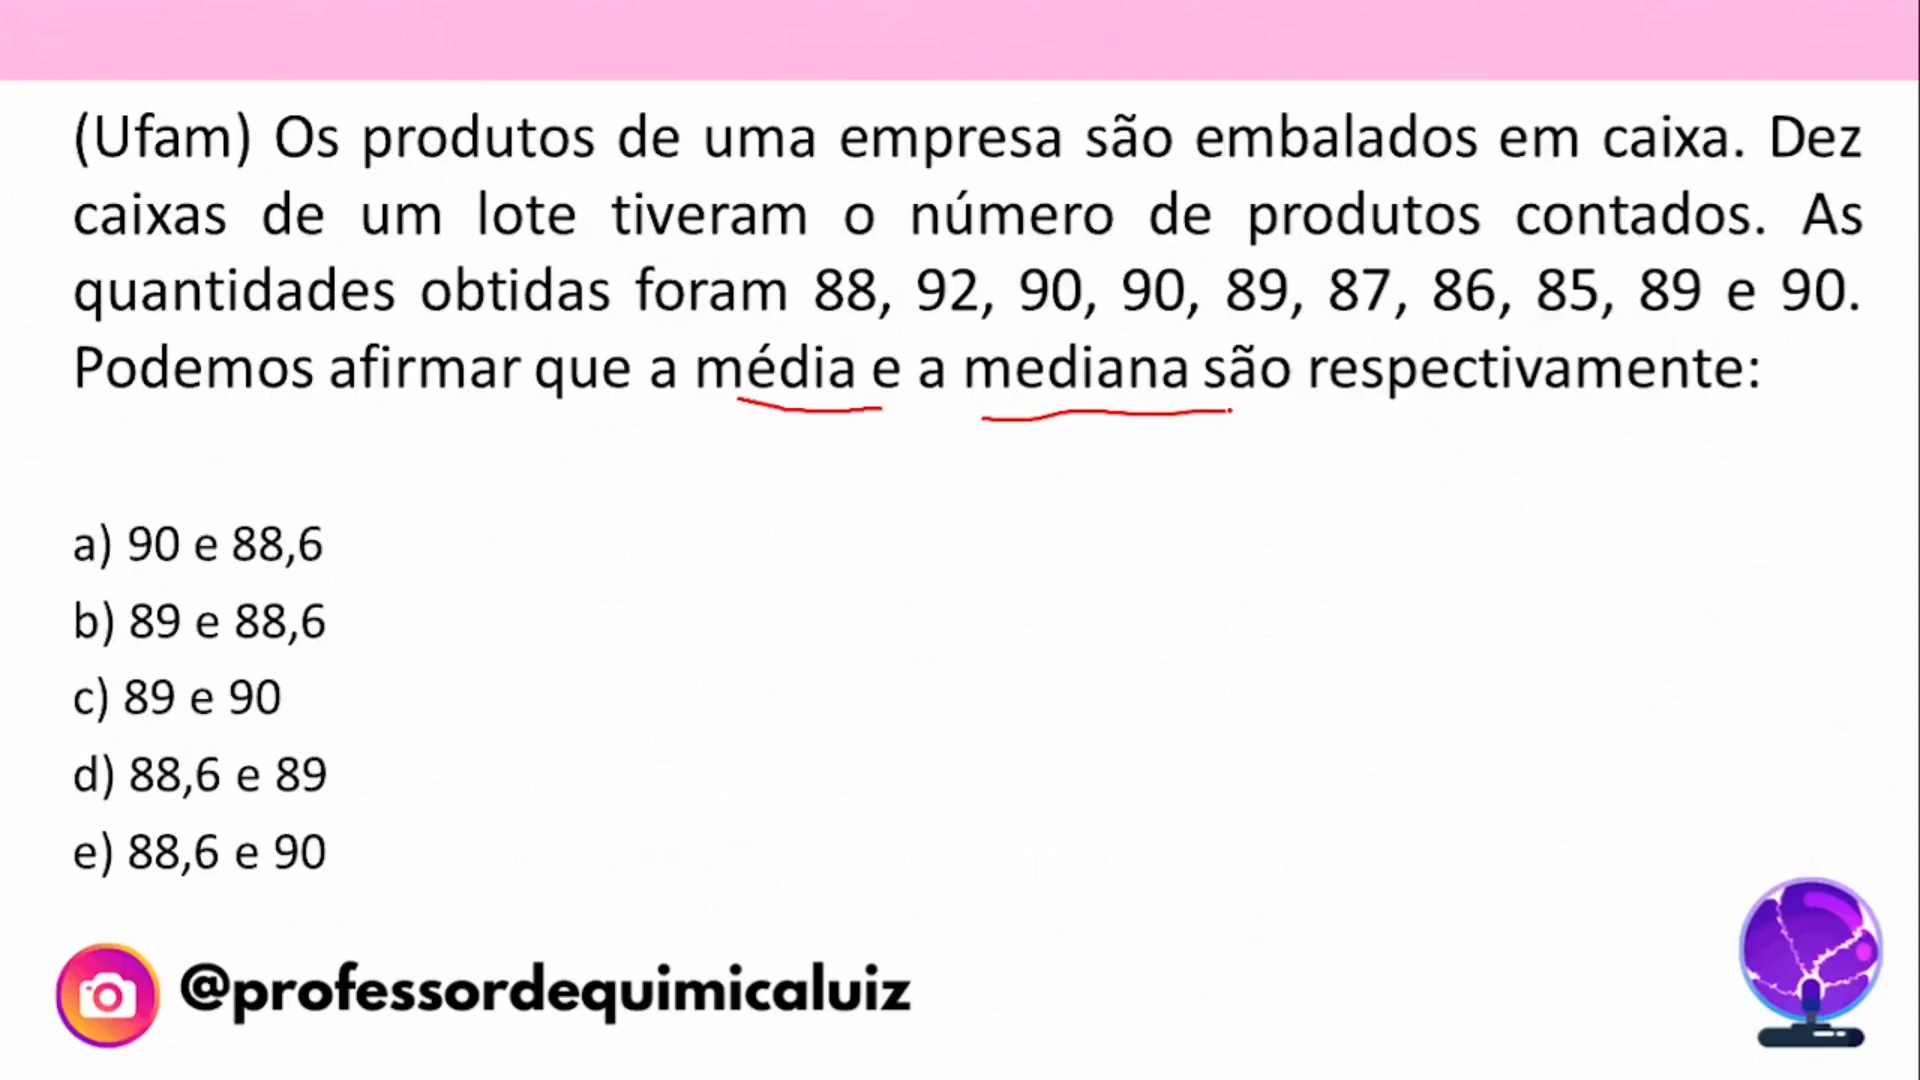 (Ufam) Os produtos de uma empresa são embalados em caixa. Dez
caixas de um lote tiveram o número de produtos contados. As
quantidades obtidas foram 88, 92, 90, 90, 89, 87, 86, 85, 89 e 90.
Podemos afirmar que a média e a mediana são respectivamente:
a) 90 e 88,6
b) 89 e 88,6
c) 89 e 90
d) 88,6 e 89
e) 88,6 e 90
@professordequimicaluiz